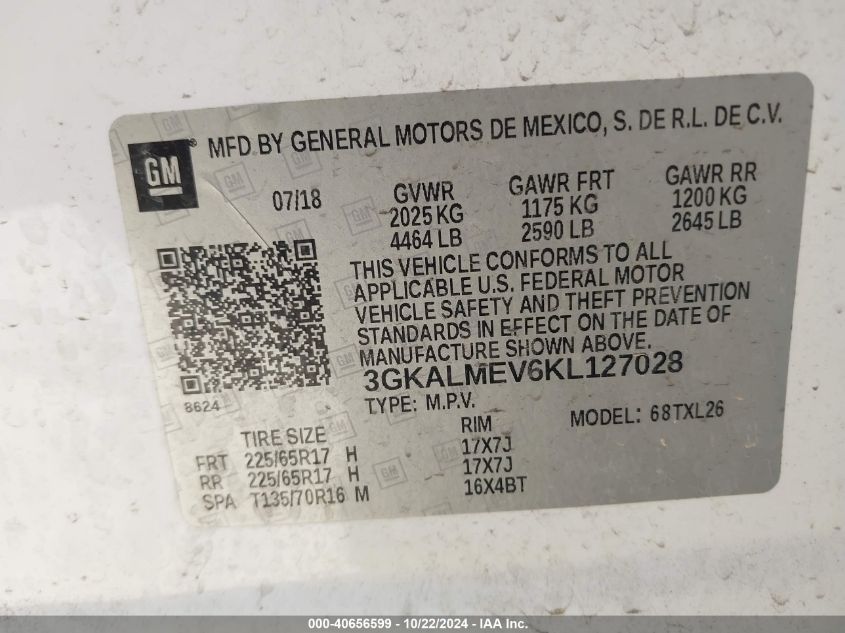 GM® MFD BY GENERAL MOTORS DE MEXICO, S. DE R.L. DE C.V.
07/18 GVWR GAWR FRT GAWR RR
2025 KG 1175 KG 1200 KG
4464 LB 2590 LB 2645 LB
THIS VEHICLE CONFORMS TO ALL
APPLICABLE U.S. FEDERAL MOTOR
VEHICLE SAFETY AND THEFT PREVENTION
STANDARDS IN EFFECT ON THE DATE OF
MANUFACTURE SHOWN ABOVE.
8624 3GKALMEV6KL127028
TYPE: M.P.V. MODEL: 68TXL26
TIRE SIZE RIM
FRT 225/65R17 H 17X7J
RR 225/65R17 H 17X7J
SPA T135/70R16 M 16X4BT
000-40656599 - 10/22/2024 - IAA Inc.